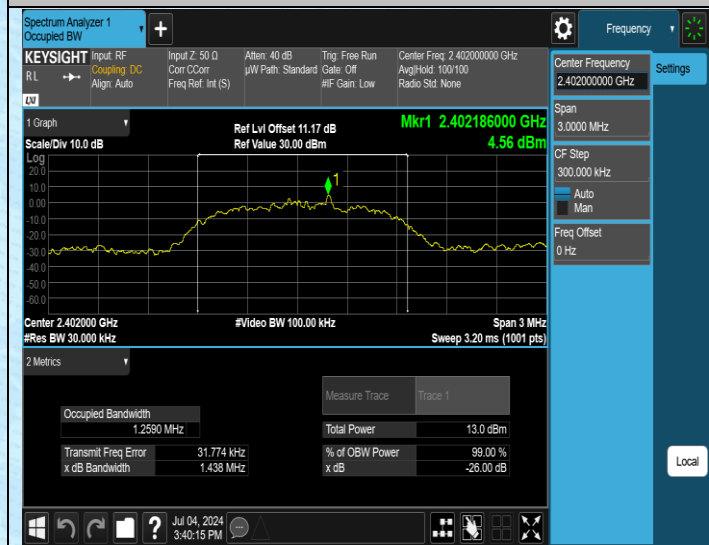 Spectrum Analyzer 1
Occupied BW
+
Frequency
KEYSIGHT
RL
LXI
Input: RF
Coupling: DC
Align: Auto
Input Z: 50 Ω
Corr CCorr
Freq Ref: Int (S)
Atten: 40 dB
µW Path: Standard
Trig: Free Run
Gate: Off
#IF Gain: Low
Center Freq: 2.402000000 GHz
Avg|Hold: 100/100
Radio Std: None
Center Frequency
2.402000000 GHz
Settings
Span
3.0000 MHz
CF Step
300.000 kHz
Auto
Man
Freq Offset
0 Hz
1 Graph
Scale/Div 10.0 dB
Ref Lvl Offset 11.17 dB
Ref Value 30.00 dBm
Mkr1 2.402186000 GHz
4.56 dBm
Log
20.0
10.0
0.00
-10.0
-20.0
-30.0
-40.0
-50.0
-60.0
1
Center 2.402000 GHz
#Res BW 30.000 kHz
#Video BW 100.00 kHz
Span 3 MHz
Sweep 3.20 ms (1001 pts)
2 Metrics
Measure Trace
Trace 1
Occupied Bandwidth
1.2590 MHz
Total Power
13.0 dBm
Transmit Freq Error
31.774 kHz
% of OBW Power
99.00 %
x dB Bandwidth
1.438 MHz
x dB
-26.00 dB
Local
?
Jul 04, 2024
3:40:15 PM